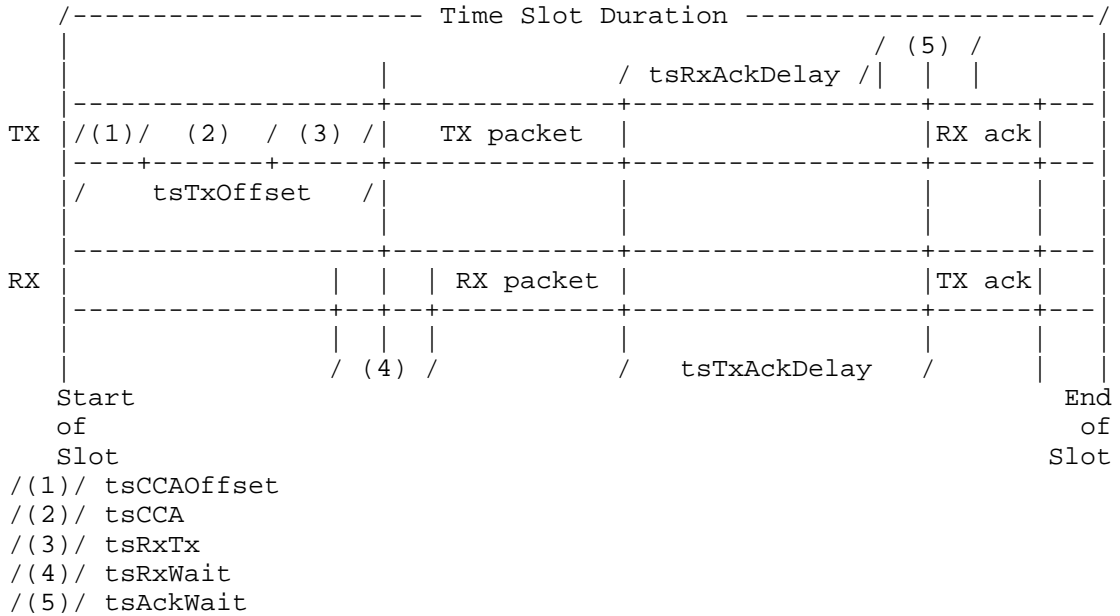 /---------------------- Time Slot Duration ----------------------/
/ (5) /
/ tsRxAckDelay /
TX /(1)/ (2) / (3) / TX packet RX ack
/ tsTxOffset /
RX RX packet TX ack
/ (4) / / tsTxAckDelay /
Start End
of of
Slot Slot
/(1)/ tsCCAOffset
/(2)/ tsCCA
/(3)/ tsRxTx
/(4)/ tsRxWait
/(5)/ tsAckWait